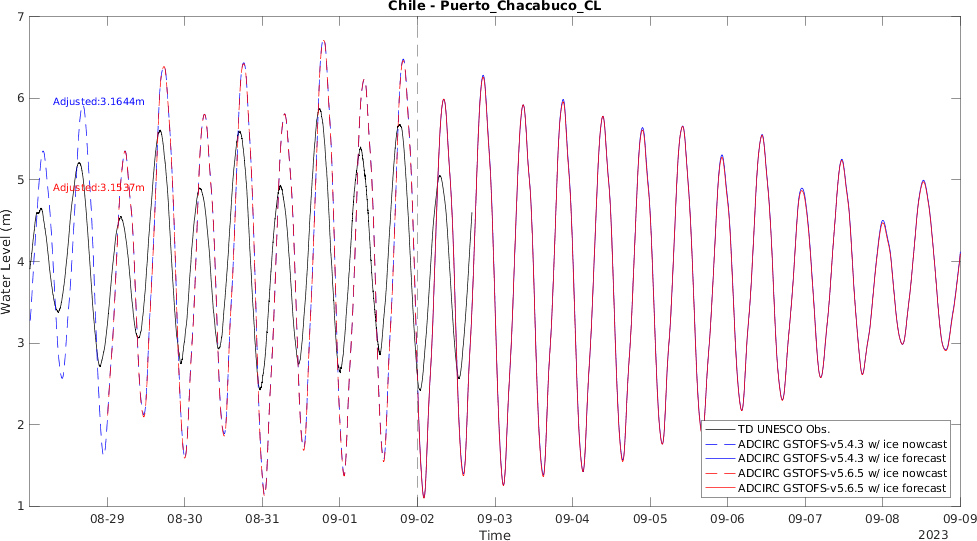 Chile - Puerto_Chacabuco_CL
7
6
5
4
3
2
1
Water Level (m)
Adjusted:3.1644m
Adjusted:3.1537m
TD UNESCO Obs.
ADCIRC GSTOFS-v5.4.3 w/ ice nowcast
ADCIRC GSTOFS-v5.4.3 w/ ice forecast
ADCIRC GSTOFS-v5.6.5 w/ ice nowcast
ADCIRC GSTOFS-v5.6.5 w/ ice forecast
08-29 08-30 08-31 09-01 09-02 09-03 09-04 09-05 09-06 09-07 09-08 09-09
Time
2023